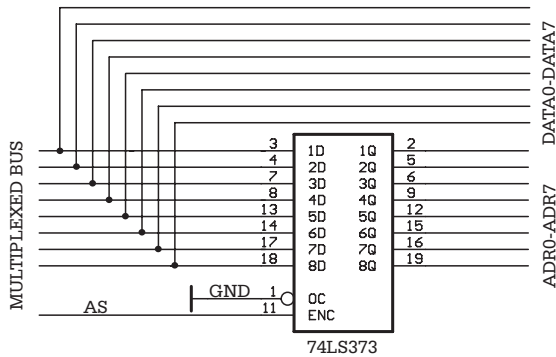 DATA0-DATA7
MULTIPLEXED BUS
3 1D 1Q 2
4 2D 2Q 5
7 3D 3Q 6
8 4D 4Q 9
13 5D 5Q 12
14 6D 6Q 15
17 7D 7Q 16
18 8D 8Q 19
ADR0-ADR7
GND 1 OC
AS 11 ENC
74LS373